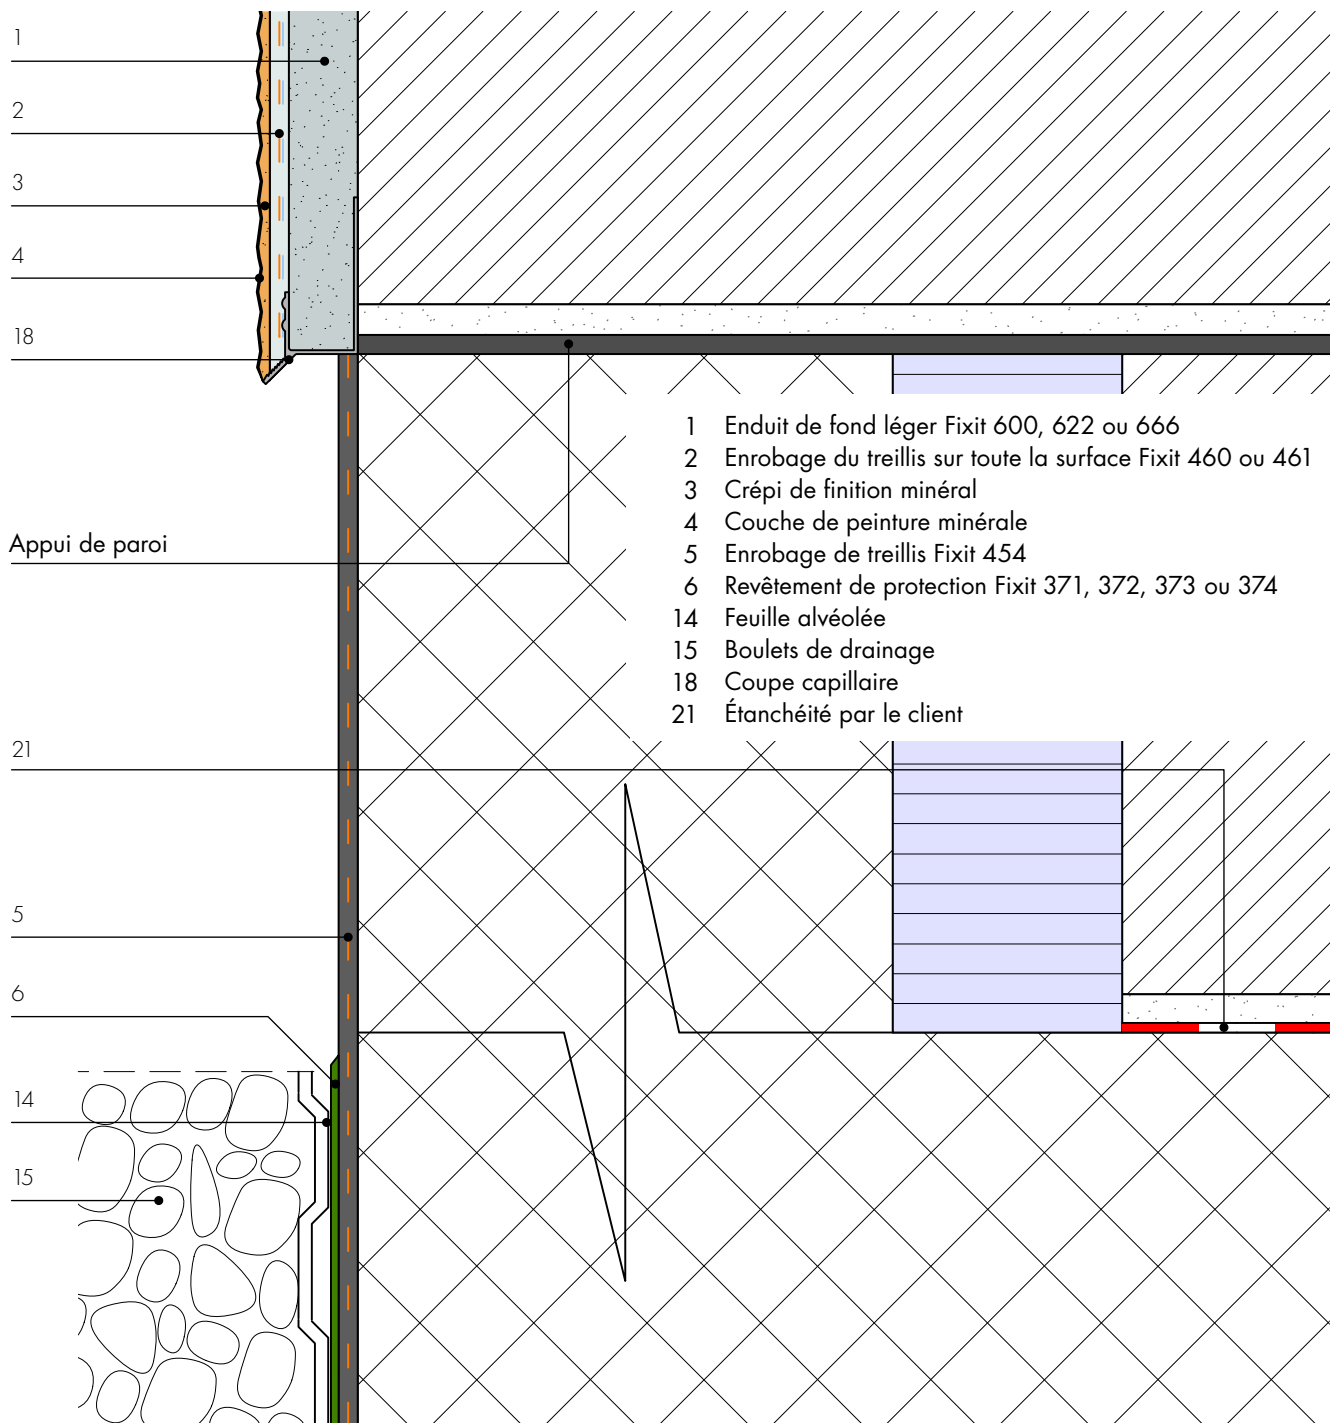 1
2
3
4
18
Appui de paroi
21
5
6
14
15
1 Enduit de fond léger Fixit 600, 622 ou 666
2 Enrobage du treillis sur toute la surface Fixit 460 ou 461
3 Crépi de finition minéral
4 Couche de peinture minérale
5 Enrobage de treillis Fixit 454
6 Revêtement de protection Fixit 371, 372, 373 ou 374
14 Feuille alvéolée
15 Boulets de drainage
18 Coupe capillaire
21 Étanchéité par le client